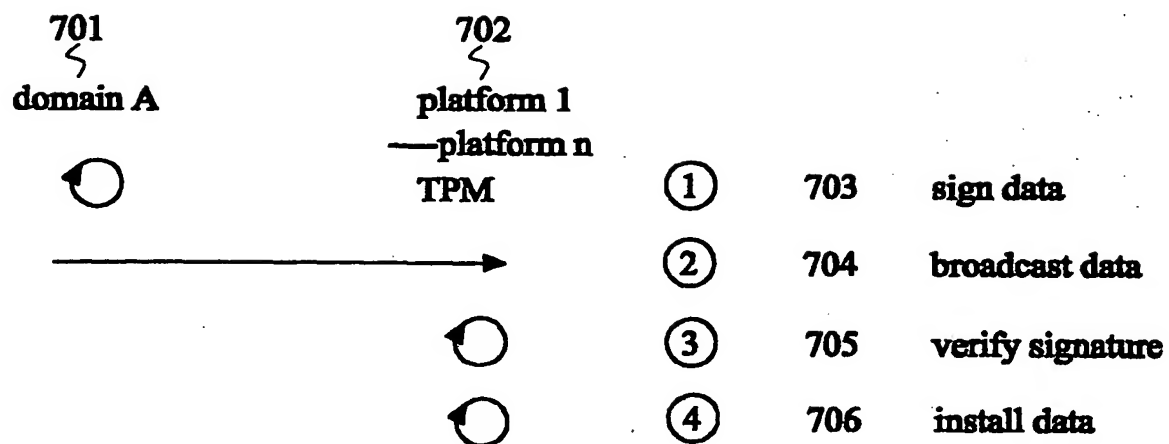 701 702
domain A platform 1
platform n
TPM 1 703 sign data
2 704 broadcast data
3 705 verify signature
4 706 install data